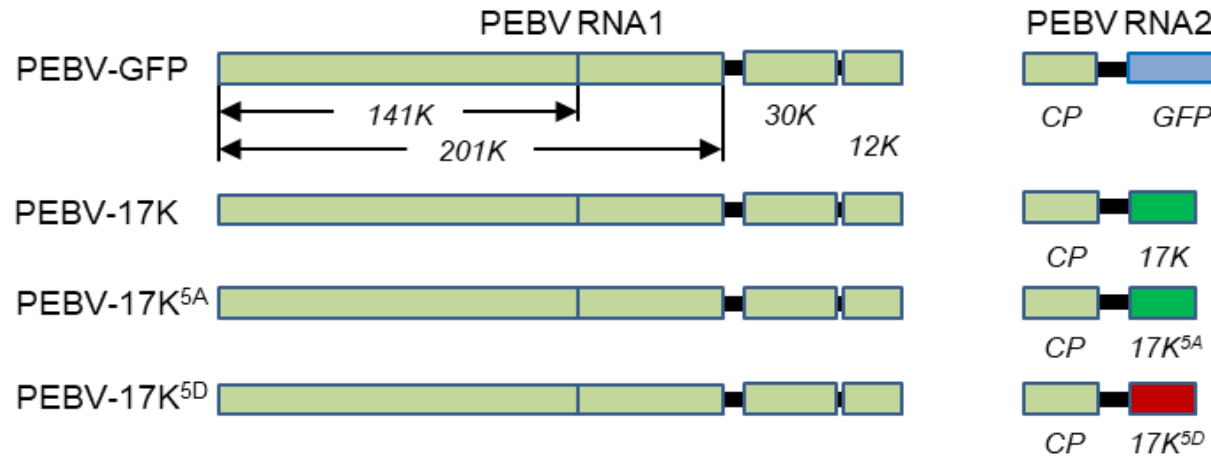 PEBV RNA1 PEBV RNA2
PEBV-GFP
141K 30K CP GFP
201K 12K
PEBV-17K
CP 17K
PEBV-17K5A
CP 17K5A
PEBV-17K5D
CP 17K5D